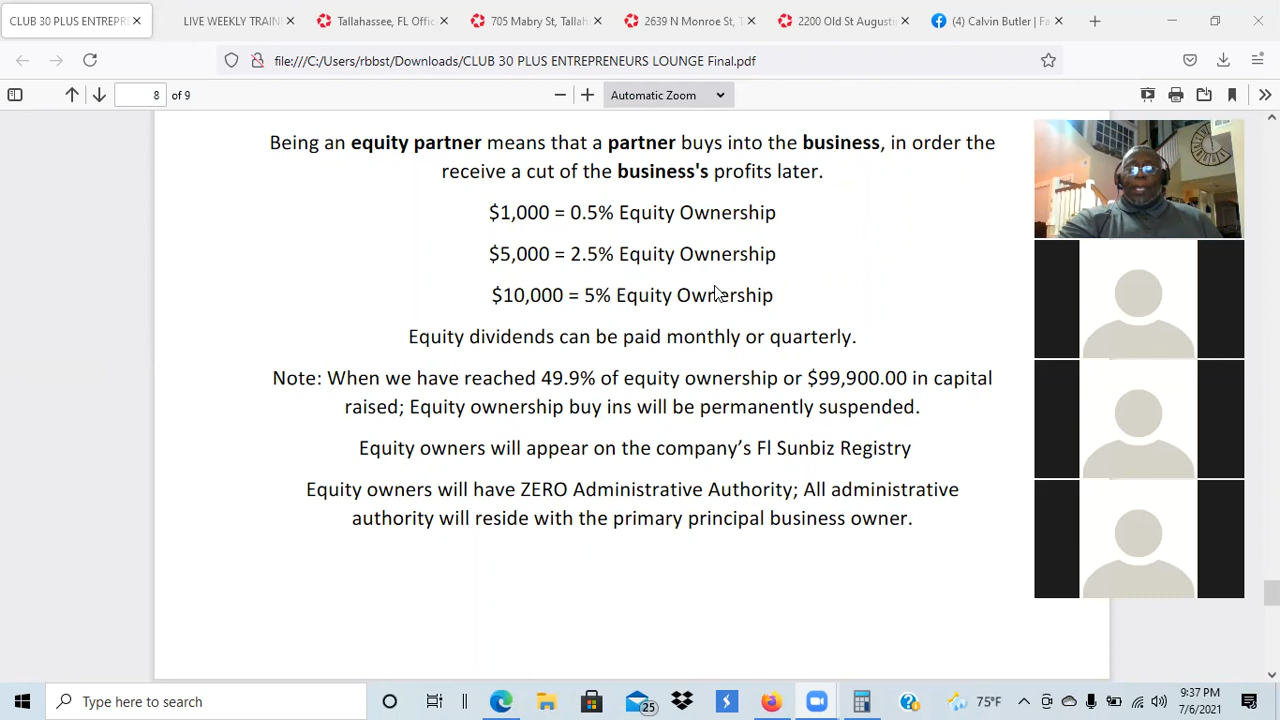 CLUB 30 PLUS ENTREPRE
LIVE WEEKLY TRAIN
Tallahassee, FL Offic
705 Mabry St, Tallah
2639 N Monroe St, T
2200 Old St Augustin
(4) Calvin Butler | Fa
file:///C:/Users/rbbst/Downloads/CLUB 30 PLUS ENTREPRENEURS LOUNGE Final.pdf
8 of 9
Automatic Zoom
Being an equity partner means that a partner buys into the business, in order the
receive a cut of the business's profits later.
$1,000 = 0.5% Equity Ownership
$5,000 = 2.5% Equity Ownership
$10,000 = 5% Equity Ownership
Equity dividends can be paid monthly or quarterly.
Note: When we have reached 49.9% of equity ownership or $99,900.00 in capital
raised; Equity ownership buy ins will be permanently suspended.
Equity owners will appear on the company’s Fl Sunbiz Registry
Equity owners will have ZERO Administrative Authority; All administrative
authority will reside with the primary principal business owner.
Type here to search
25
75°F
9:37 PM
7/6/2021